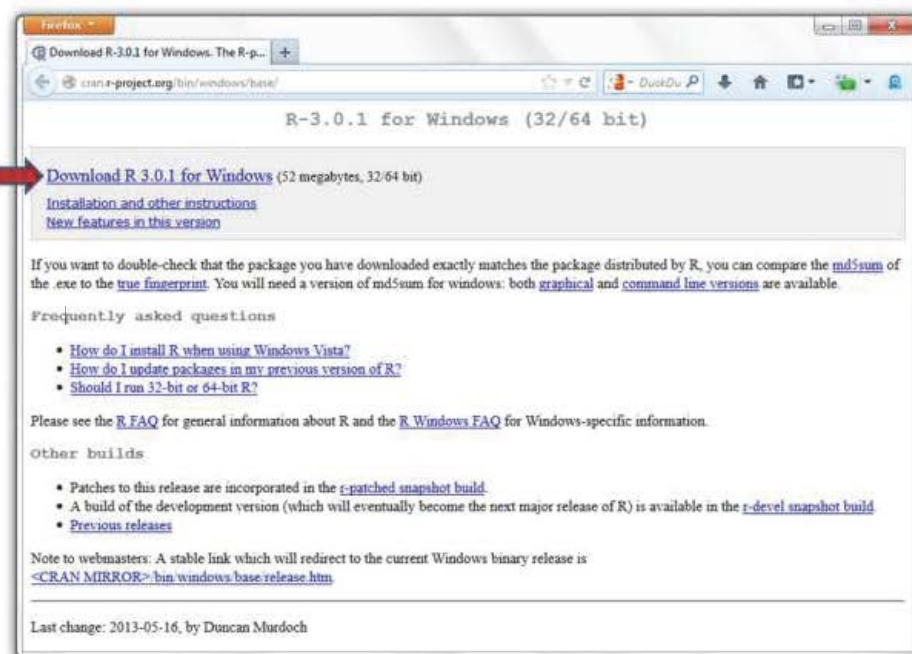 Firefox
Download R-3.0.1 for Windows. The R-p...
cran.r-project.org/bin/windows/base/
DuckDu
R-3.0.1 for Windows (32/64 bit)
Download R 3.0.1 for Windows (52 megabytes, 32/64 bit)
Installation and other instructions
New features in this version
If you want to double-check that the package you have downloaded exactly matches the package distributed by R, you can compare the md5sum of
the .exe to the true fingerprint. You will need a version of md5sum for windows: both graphical and command line versions are available.
Frequently asked questions
• How do I install R when using Windows Vista?
• How do I update packages in my previous version of R?
• Should I run 32-bit or 64-bit R?
Please see the R FAQ for general information about R and the R Windows FAQ for Windows-specific information.
Other builds
• Patches to this release are incorporated in the r-patched snapshot build.
• A build of the development version (which will eventually become the next major release of R) is available in the r-devel snapshot build.
• Previous releases
Note to webmasters: A stable link which will redirect to the current Windows binary release is
<CRAN MIRROR>/bin/windows/base/release.htm.
Last change: 2013-05-16, by Duncan Murdoch